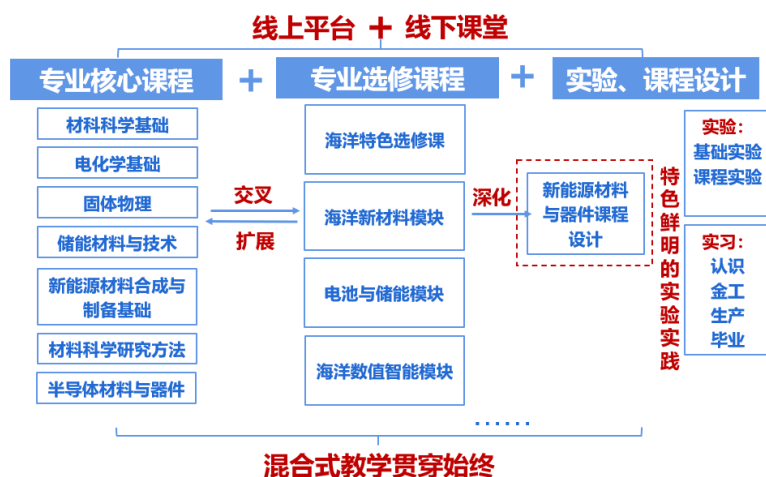 线上平台 + 线下课堂
专业核心课程 + 专业选修课程 + 实验、课程设计
材科科学基础
电化学基础
固体物理
储能材料与技术
新能源材料合成与
制备基础
材料科学研究方法
半导体材料与器件
交叉
扩展
海洋特色选修课
海洋新材料模块
电池与储能模块
海洋数值智能模块
深化
新能源材料
与器件课程
设计
特色鲜明的实验实践
实验：
基础实验
课程实验
实习：
认识
金工
生产
毕业
······
混合式教学贯穿始终